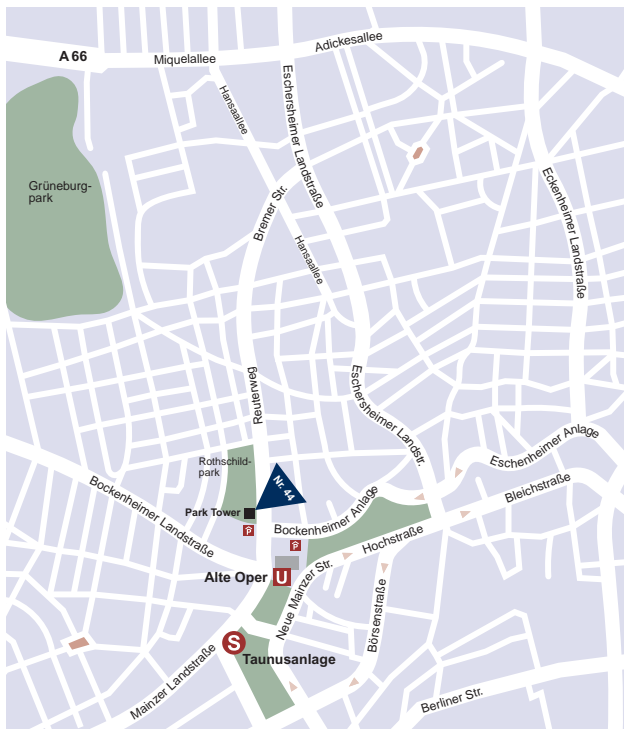 A 66
Miquelallee
Adickesallee
Hansaallee
Eschersheimer Landstraße
Grüneburg-
park
Bremer Str.
Eckenheimer Landstraße
Hansaallee
Reuterweg
Eschersheimer Landstr.
Rothschild-
park
Nr. 44
Eschenheimer Anlage
Bockenheimer Landstraße
Bleichstraße
Park Tower
Bockenheimer Anlage
P
P
Hochstraße
Alte Oper
U
Neue Mainzer Str.
Börsenstraße
S
Taunusanlage
Mainzer Landstraße
Berliner Str.